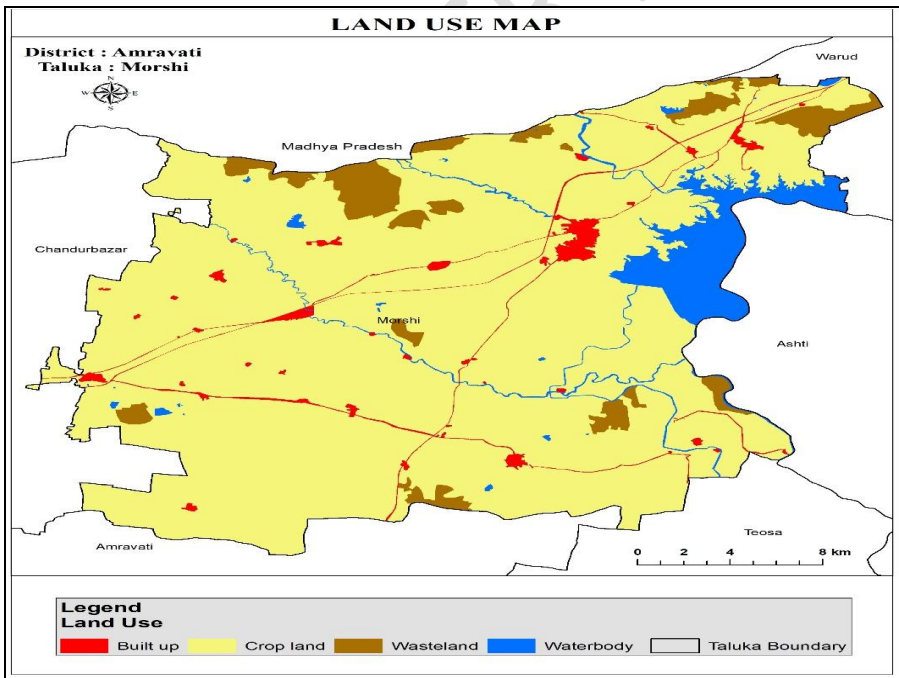 LAND USE MAP
District : Amravati
Taluka : Morshi
N
W E
S
Warud
Madhya Pradesh
Chandurbazar
Morshi
Ashti
Teosa
Amravati
0 2 4 8 km
Legend
Land Use
Built up Crop land Wasteland Waterbody Taluka Boundary